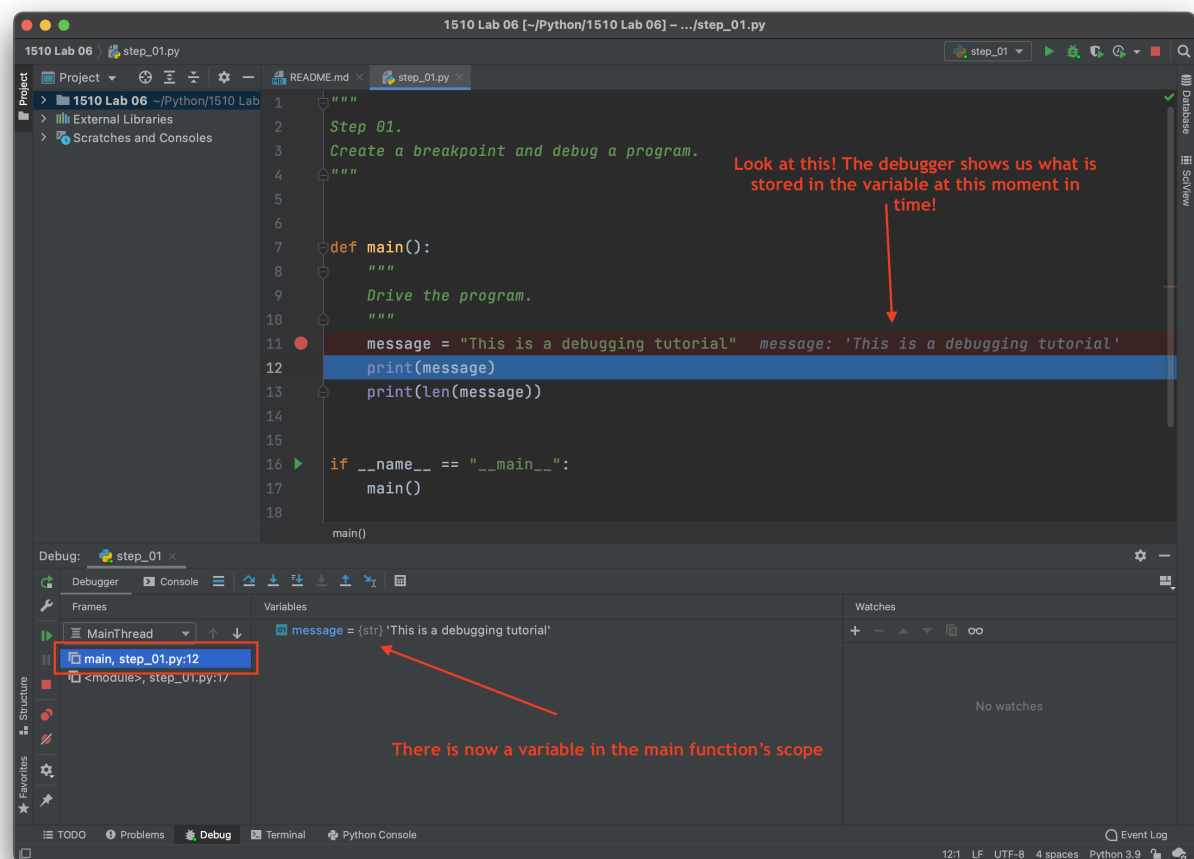 1510 Lab 06 [~/Python/1510 Lab 06] – .../step_01.py
1510 Lab 06 step_01.py
step_01
Project
Project
README.md
step_01.py
1510 Lab 06 ~/Python/1510 Lab
External Libraries
Scratches and Consoles
Database
SciView
1 """
2 Step 01.
3 Create a breakpoint and debug a program.
4 """
5
6
7 def main():
8 """
9 Drive the program.
10 """
11 message = "This is a debugging tutorial" message: 'This is a debugging tutorial'
12 print(message)
13 print(len(message))
14
15
16 if __name__ == "__main__":
17 main()
18
Look at this! The debugger shows us what is
stored in the variable at this moment in
time!
main()
Debug: step_01
Debugger Console
Frames
Variables
Watches
MainThread
main, step_01.py:12
<module>, step_01.py:17
message = {str} 'This is a debugging tutorial'
There is now a variable in the main function's scope
No watches
Structure
Favorites
TODO Problems Debug Terminal Python Console Event Log
12:1 LF UTF-8 4 spaces Python 3.9